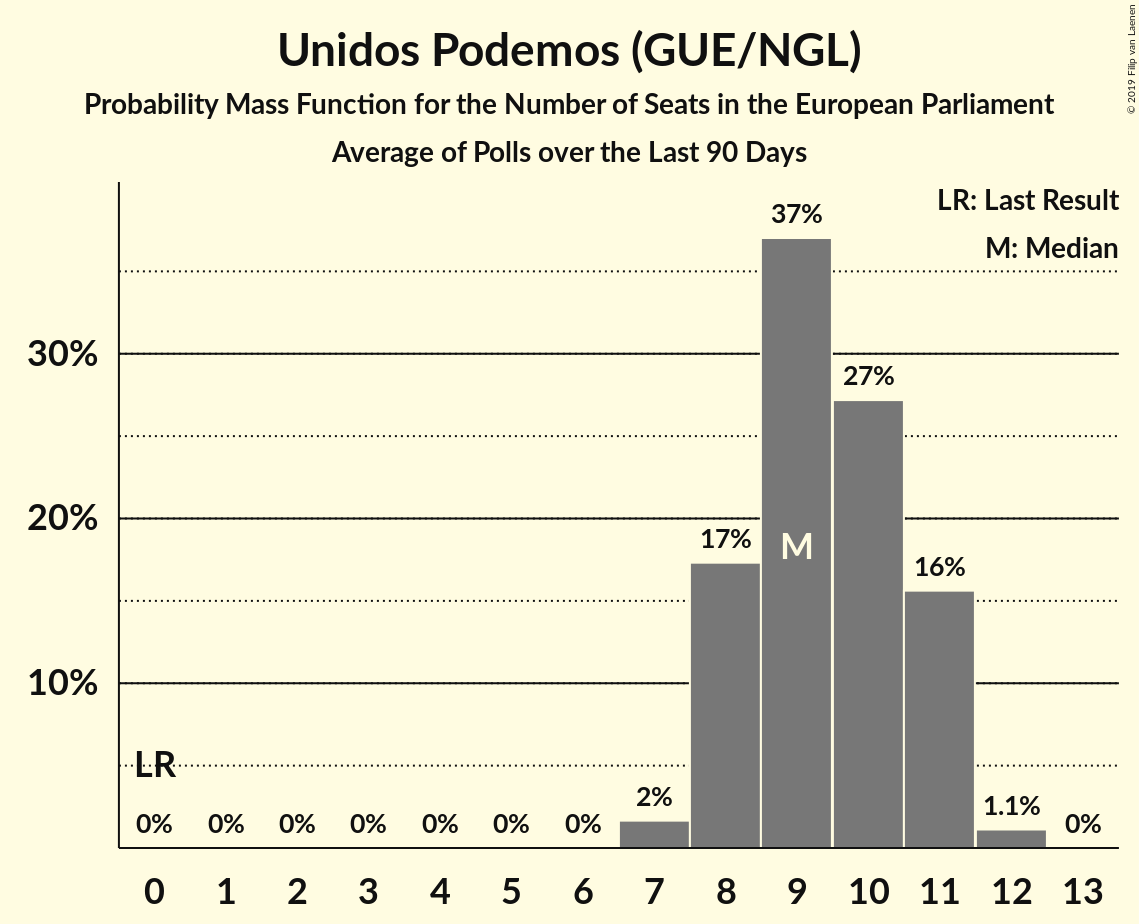 Unidos Podemos (GUE/NGL)
Probability Mass Function for the Number of Seats in the European Parliament
Average of Polls over the Last 90 Days
© 2019 Filip van Laenen
LR: Last Result
M: Median
37%
30%
27%
20%
17%
M
16%
10%
LR
0%
0%
0%
0%
0%
0%
0%
2%
1.1%
0%
0 1 2 3 4 5 6 7 8 9 10 11 12 13